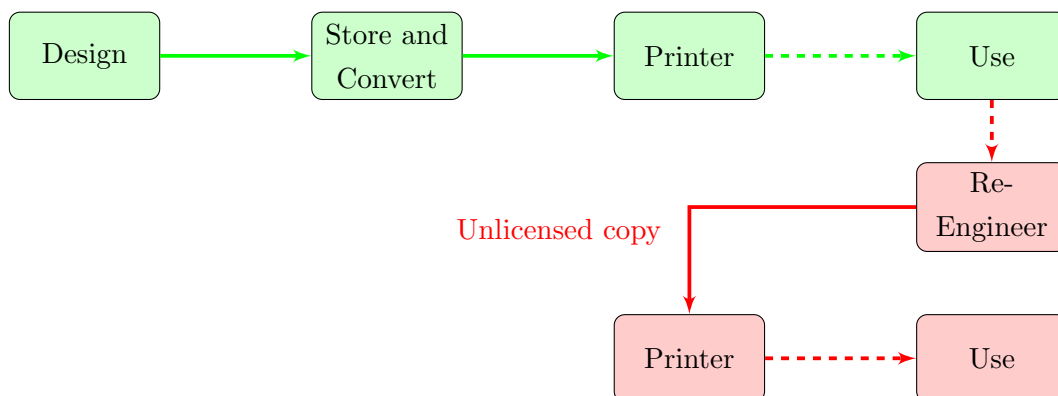 Design
Store and
Convert
Printer
Use
Re-
Engineer
Unlicensed copy
Printer
Use